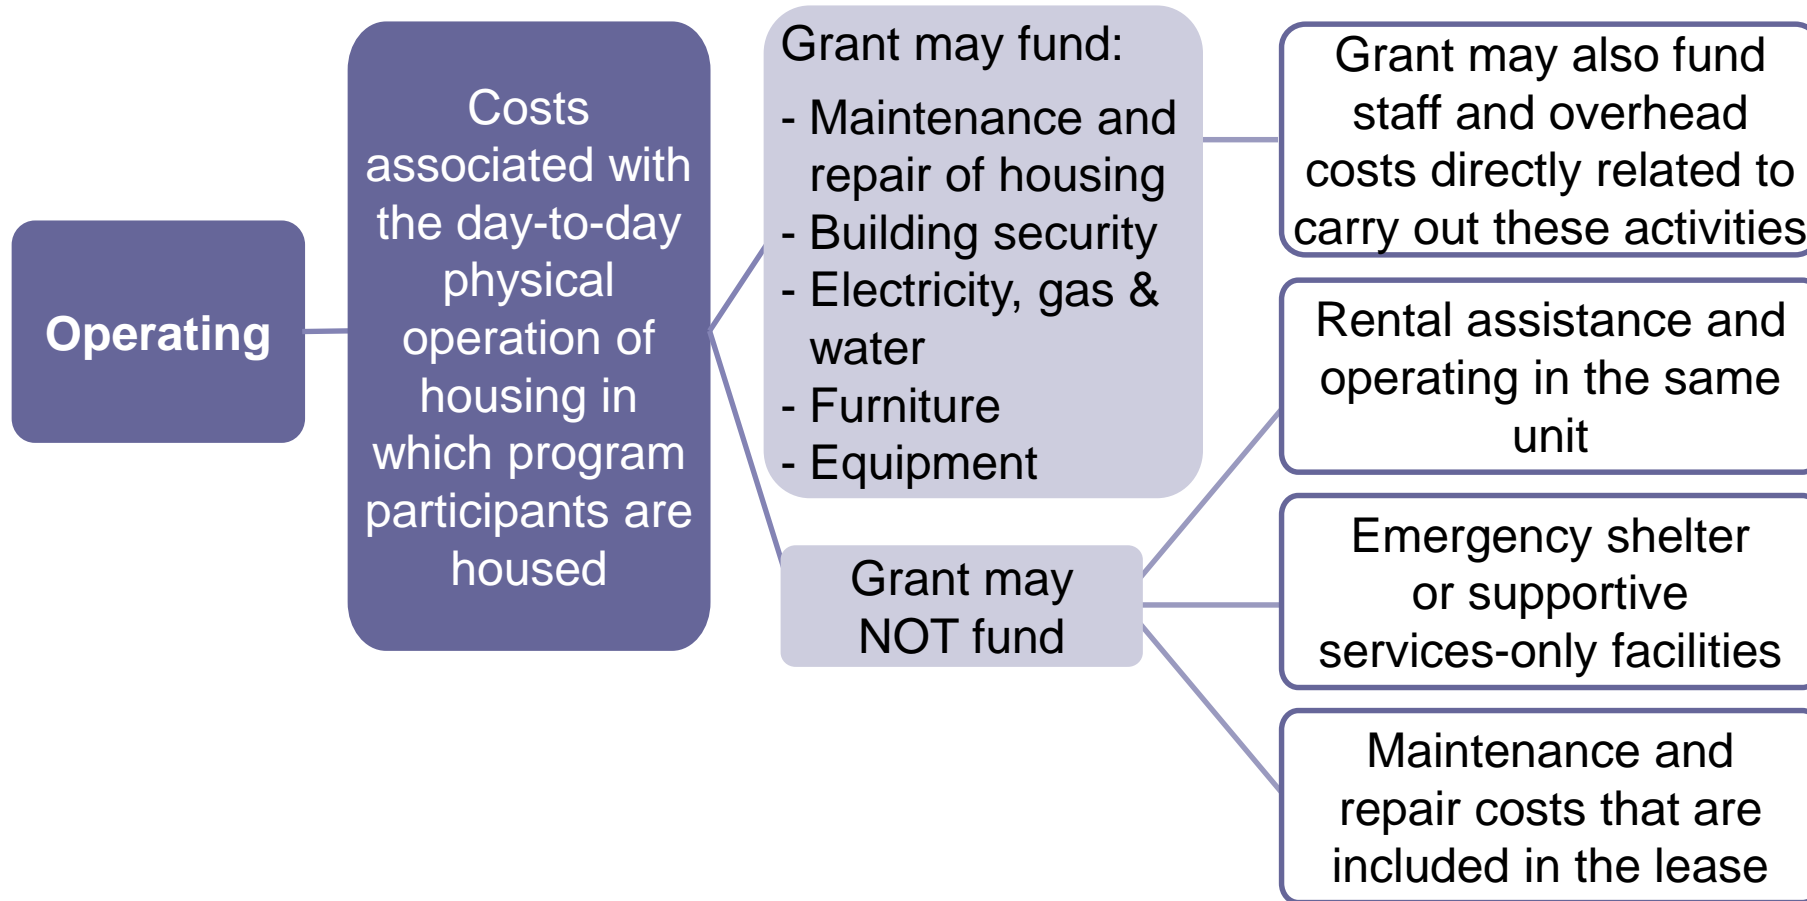 Operating
Costs
associated with
the day-to-day
physical
operation of
housing in
which program
participants are
housed
Grant may fund:
- Maintenance and
repair of housing
- Building security
- Electricity, gas &
water
- Furniture
- Equipment
Grant may also fund
staff and overhead
costs directly related to
carry out these activities
Grant may
NOT fund
Rental assistance and
operating in the same
unit
Emergency shelter
or supportive
services-only facilities
Maintenance and
repair costs that are
included in the lease